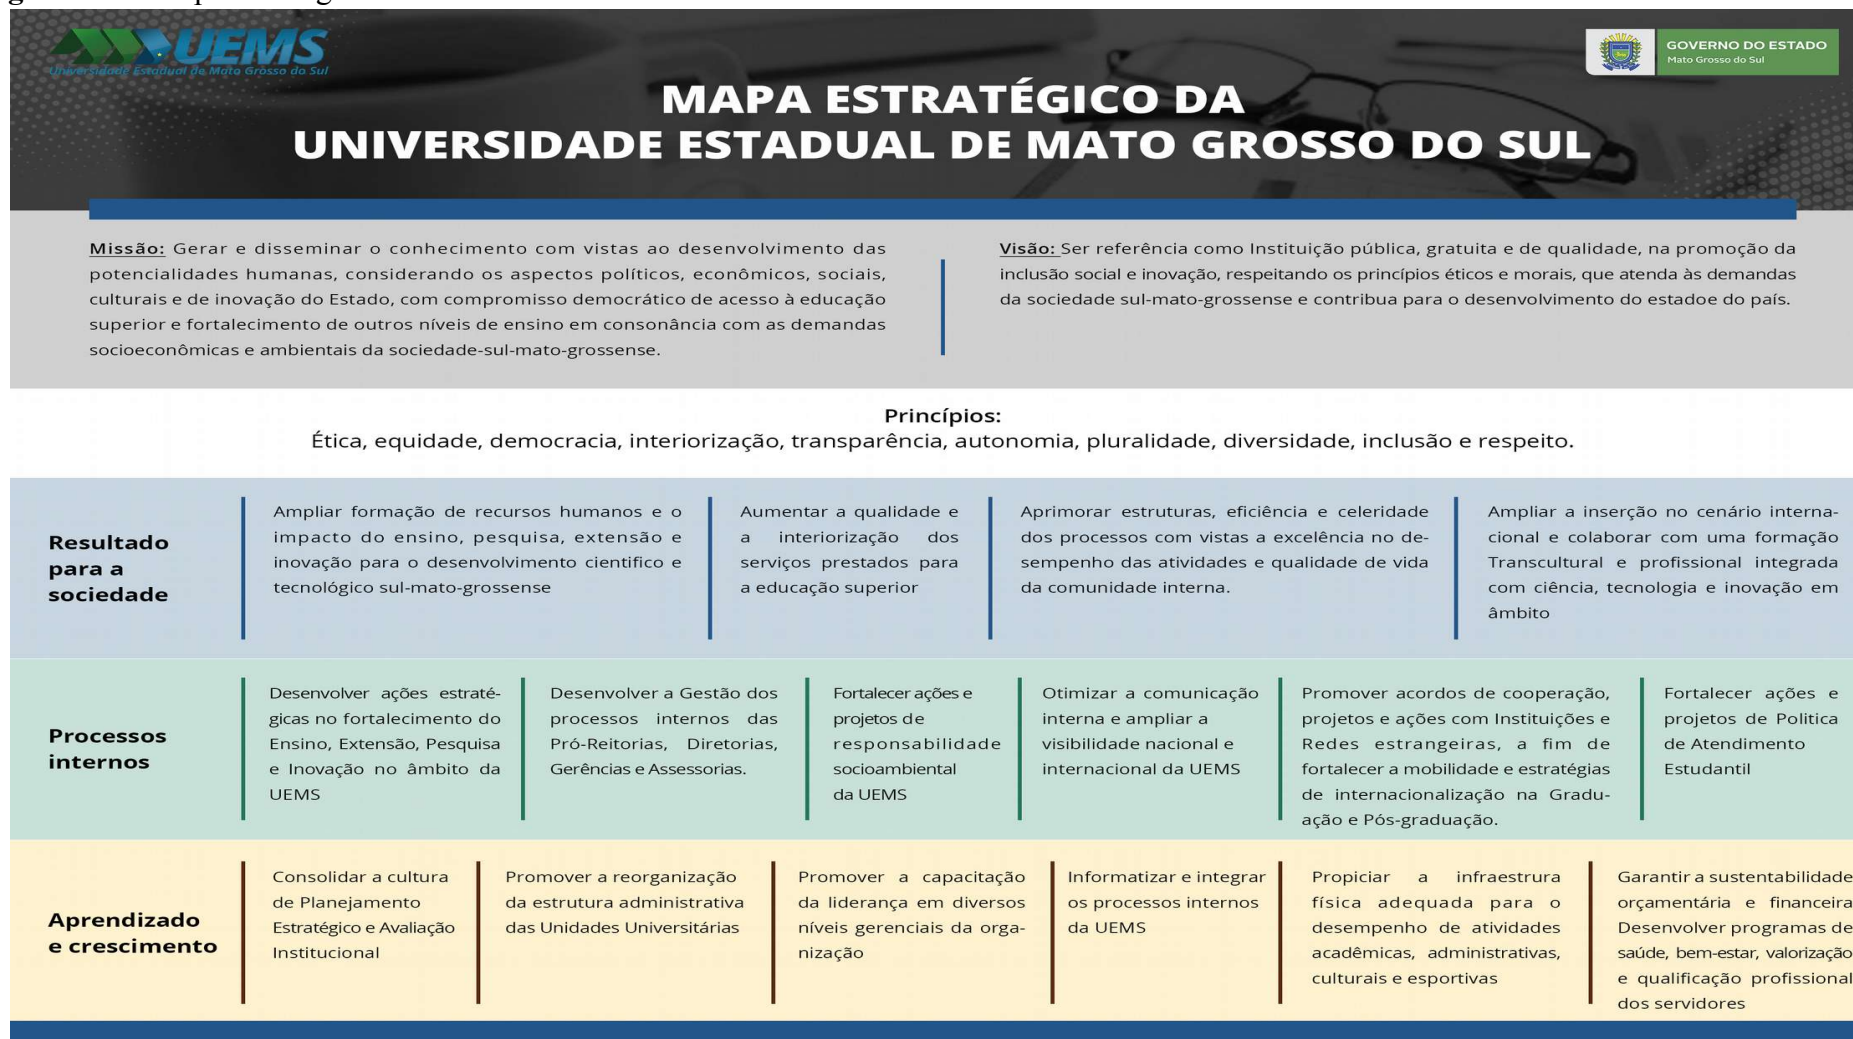 UEMS
Universidade Estadual de Mato Grosso do Sul
GOVERNO DO ESTADO
Mato Grosso do Sul
MAPA ESTRATÉGICO DA
UNIVERSIDADE ESTADUAL DE MATO GROSSO DO SUL
Missão: Gerar e disseminar o conhecimento com vistas ao desenvolvimento das
potencialidades humanas, considerando os aspectos políticos, econômicos, sociais,
culturais e de inovação do Estado, com compromisso democrático de acesso à educação
superior e fortalecimento de outros níveis de ensino em consonância com as demandas
socioeconômicas e ambientais da sociedade-sul-mato-grossense.
Visão: Ser referência como Instituição pública, gratuita e de qualidade, na promoção da
inclusão social e inovação, respeitando os princípios éticos e morais, que atenda às demandas
da sociedade sul-mato-grossense e contribua para o desenvolvimento do estadoe do país.
Princípios:
Ética, equidade, democracia, interiorização, transparência, autonomia, pluralidade, diversidade, inclusão e respeito.
Resultado
para a
sociedade
Ampliar formação de recursos humanos e o
impacto do ensino, pesquisa, extensão e
inovação para o desenvolvimento cientifico e
tecnológico sul-mato-grossense
Aumentar a qualidade e
a interiorização dos
serviços prestados para
a educação superior
Aprimorar estruturas, eficiência e celeridade
dos processos com vistas a excelência no de-
sempenho das atividades e qualidade de vida
da comunidade interna.
Ampliar a inserção no cenário interna-
cional e colaborar com uma formação
Transcultural e profissional integrada
com ciência, tecnologia e inovação em
âmbito
Processos
internos
Desenvolver ações estraté-
gicas no fortalecimento do
Ensino, Extensão, Pesquisa
e Inovação no âmbito da
UEMS
Desenvolver a Gestão dos
processos internos das
Pró-Reitorias, Diretorias,
Gerências e Assessorias.
Fortalecer ações e
projetos de
responsabilidade
socioambiental
da UEMS
Otimizar a comunicação
interna e ampliar a
visibilidade nacional e
internacional da UEMS
Promover acordos de cooperação,
projetos e ações com Instituições e
Redes estrangeiras, a fim de
fortalecer a mobilidade e estratégias
de internacionalização na Gradu-
ação e Pós-graduação.
Fortalecer ações e
projetos de Politica
de Atendimento
Estudantil
Aprendizado
e crescimento
Consolidar a cultura
de Planejamento
Estratégico e Avaliação
Institucional
Promover a reorganização
da estrutura administrativa
das Unidades Universitárias
Promover a capacitação
da liderança em diversos
níveis gerenciais da orga-
nização
Informatizar e integrar
os processos internos
da UEMS
Propiciar a infraestrura
física adequada para o
desempenho de atividades
acadêmicas, administrativas,
culturais e esportivas
Garantir a sustentabilidade
orçamentária e financeira
Desenvolver programas de
saúde, bem-estar, valorização
e qualificação profissional
dos servidores